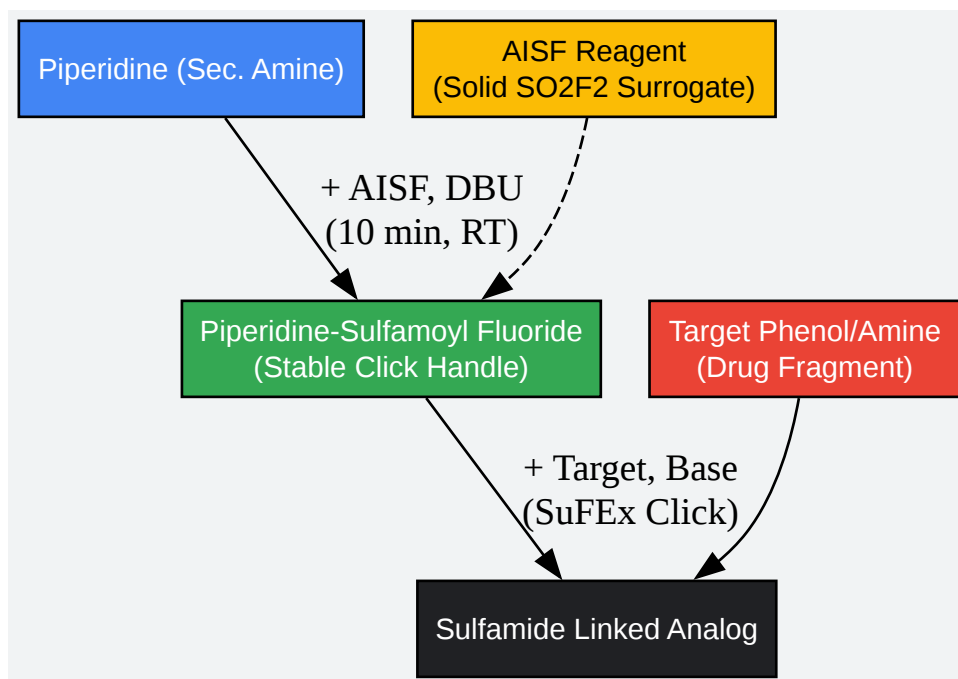 Piperidine (Sec. Amine)
AISF Reagent
(Solid SO2F2 Surrogate)
+ AISF, DBU
(10 min, RT)
Piperidine-Sulfamoyl Fluoride
(Stable Click Handle)
Target Phenol/Amine
(Drug Fragment)
+ Target, Base
(SuFEx Click)
Sulfamide Linked Analog